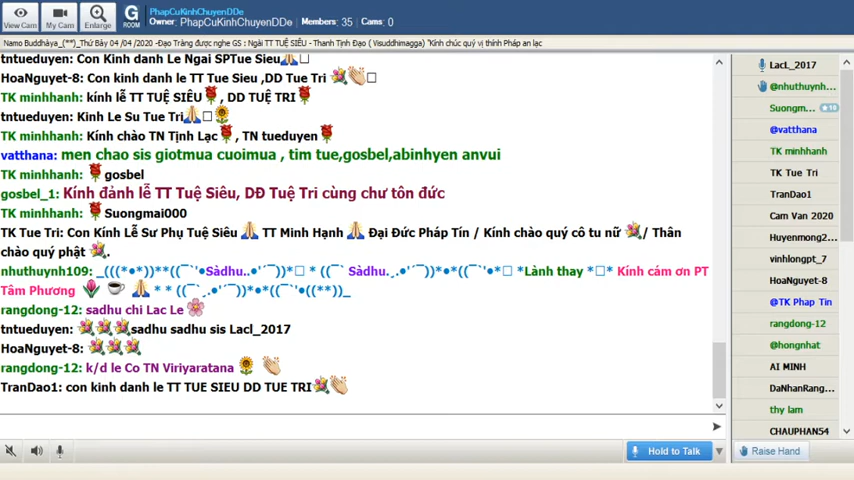 PhapCuKinhChuyenDDe
Owner: PhapCuKinhChuyenDDe Members: 35 Cams: 0
View Cam My Cam Enlarge G ROOM
Namo Buddhàya_(**)_Thứ Bảy 04 /04 /2020 -Đạo Tràng được nghe GS : Ngài TT TUỆ SIÊU - Thanh Tịnh Đạo ( Visuddhimagga) "Kính chúc quý vị thính Pháp an lạc
tntueduyen: Con Kinh Le Ngai SPTue Sieu🙏□
HoaNguyet-8: Con kinh danh le TT Tue Sieu ,DD Tue Tri 💐👏□
TK minhhanh: kính lễ TT TUỆ SIÊU🌹, DD TUỆ TRI🌹
tntueduyen: Kinh Le Su Tue Tri🙏□🌻
TK minhhanh: Kính chào TN Tịnh Lạc🌹, TN tueduyen🌹
vatthana: men chao sis giotmua cuoimua , tim tue,gosbel,abinhyen anvui
TK minhhanh: 🌹gosbel
gosbel_1: Kính đảnh lễ TT Tuệ Siêu, DĐ Tuệ Tri cùng chư tôn đức
TK minhhanh: 🌹Suongmai000
TK Tue Tri: Con Kính Lễ Sư Phụ Tuệ Siêu 🙏 TT Minh Hạnh 🙏 Đại Đức Pháp Tín / Kính chào quý cô tu nữ 💐/ Thân
chào quý phật 💐.
nhuthuynh109: _(((*•*))**((¯`'•Sàdhu..•'´¯))*□ * ((¯` Sàdhu.¸.•'´¯))*•*((¯`'•*□ *Lành thay *□* Kính cám ơn PT
Tâm Phương 🌷 ☕ 🙏 * * ((¯`¸.•'´¯))*•*((¯`'•((**))_
rangdong-12: sadhu chi Lac Le 🌸
tntueduyen: 💐💐💐sadhu sadhu sis Lacl_2017
HoaNguyet-8: 💐💐💐
rangdong-12: k/d le Co TN Viriyaratana 🌻 👏
TranDao1: con kinh danh le TT TUE SIEU DD TUE TRI💐👏
Hold to Talk
LacL_2017
@nhuthuynh...
Suongm... 10
@vatthana
TK minhhanh
TK Tue Tri
TranDao1
Cam Van 2020
Huyenmong2...
vinhlongpt_7
HoaNguyet-8
@TK Phap Tin
rangdong-12
@hongnhat
AI MINH
DaNhanRang...
thy lam
CHAUPHAN54
Raise Hand